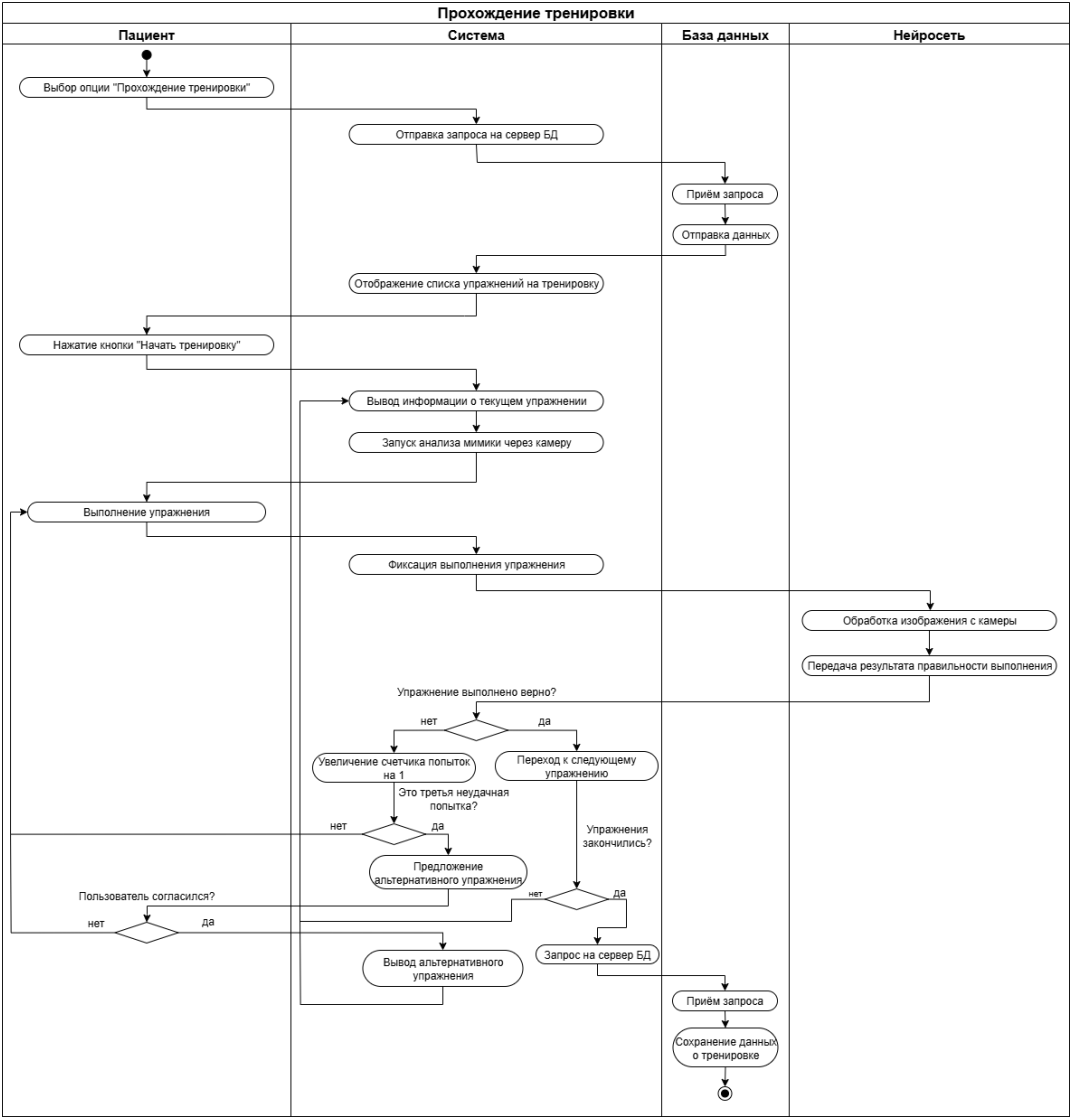 Прохождение тренировки
Пациент
Система
База данных
Нейросеть
Выбор опции "Прохождение тренировки"
Отправка запроса на сервер БД
Приём запроса
Отправка данных
Отображение списка упражнений на тренировку
Нажатие кнопки "Начать тренировку"
Вывод информации о текущем упражнении
Запуск анализа мимики через камеру
Выполнение упражнения
Фиксация выполнения упражнения
Обработка изображения с камеры
Передача результата правильности выполнения
Упражнение выполнено верно?
нет
да
Увеличение счетчика попыток
на 1
Переход к следующему
упражнению
Это третья неудачная
попытка?
нет
да
Упражнения
закончились?
Предложение
альтернативного упражнения
нет
да
Пользователь согласился?
нет
да
Вывод альтернативного
упражнения
Запрос на сервер БД
Приём запроса
Сохранение данных
о тренировке